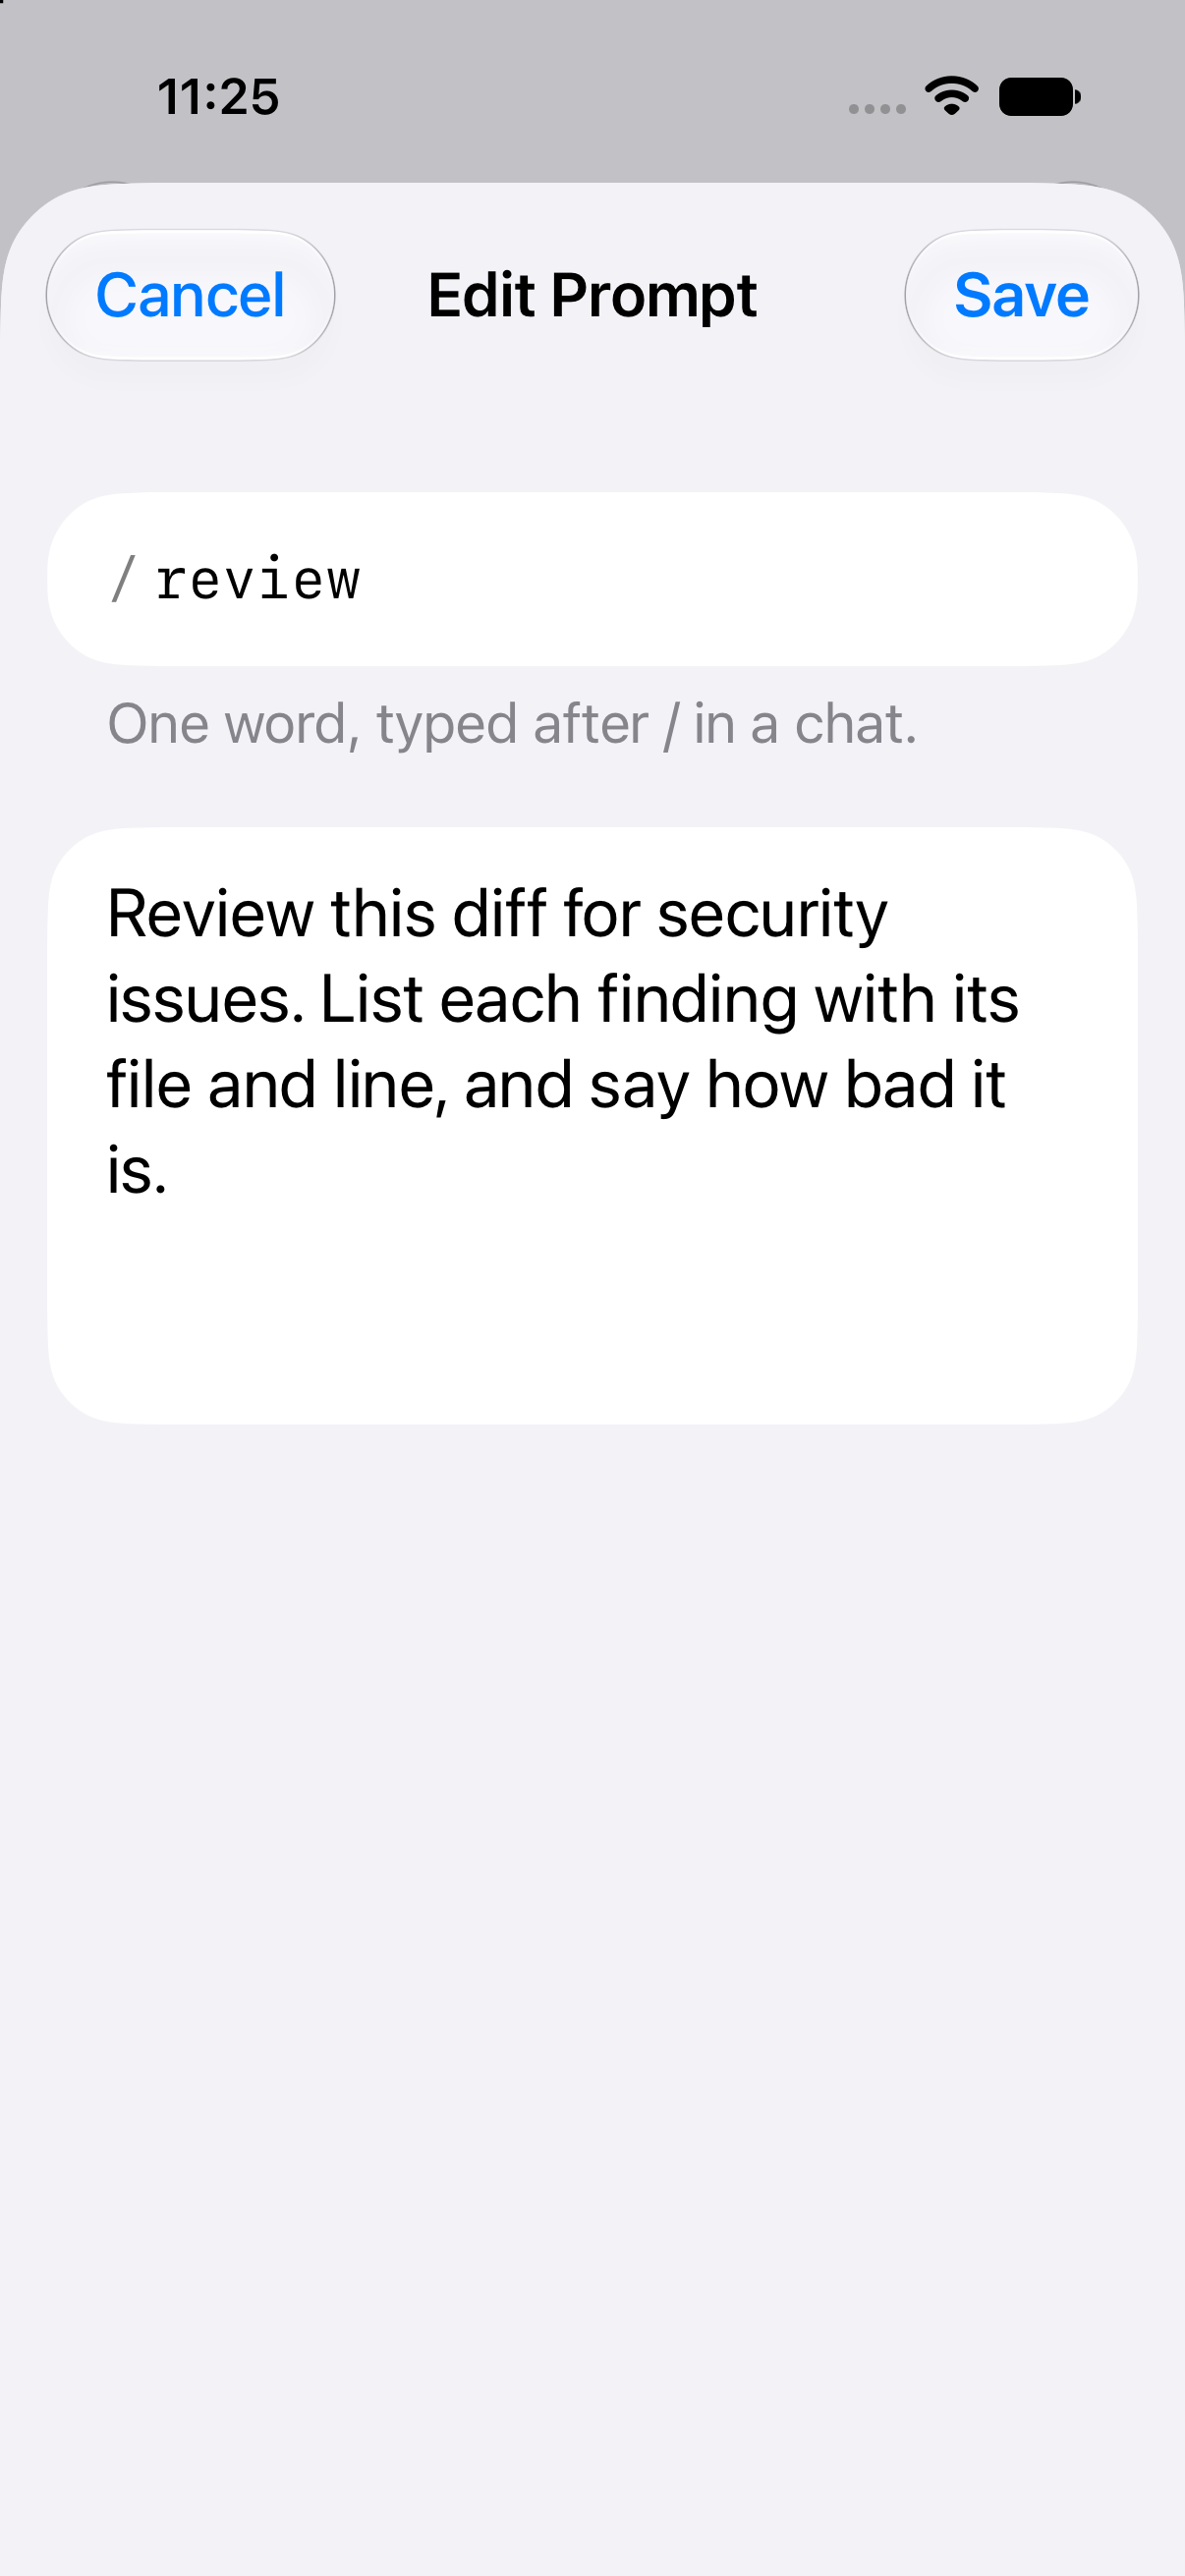 11:25
Cancel
Edit Prompt
Save
/ review
One word, typed after / in a chat.
Review this diff for security
issues. List each finding with its
file and line, and say how bad it
is.